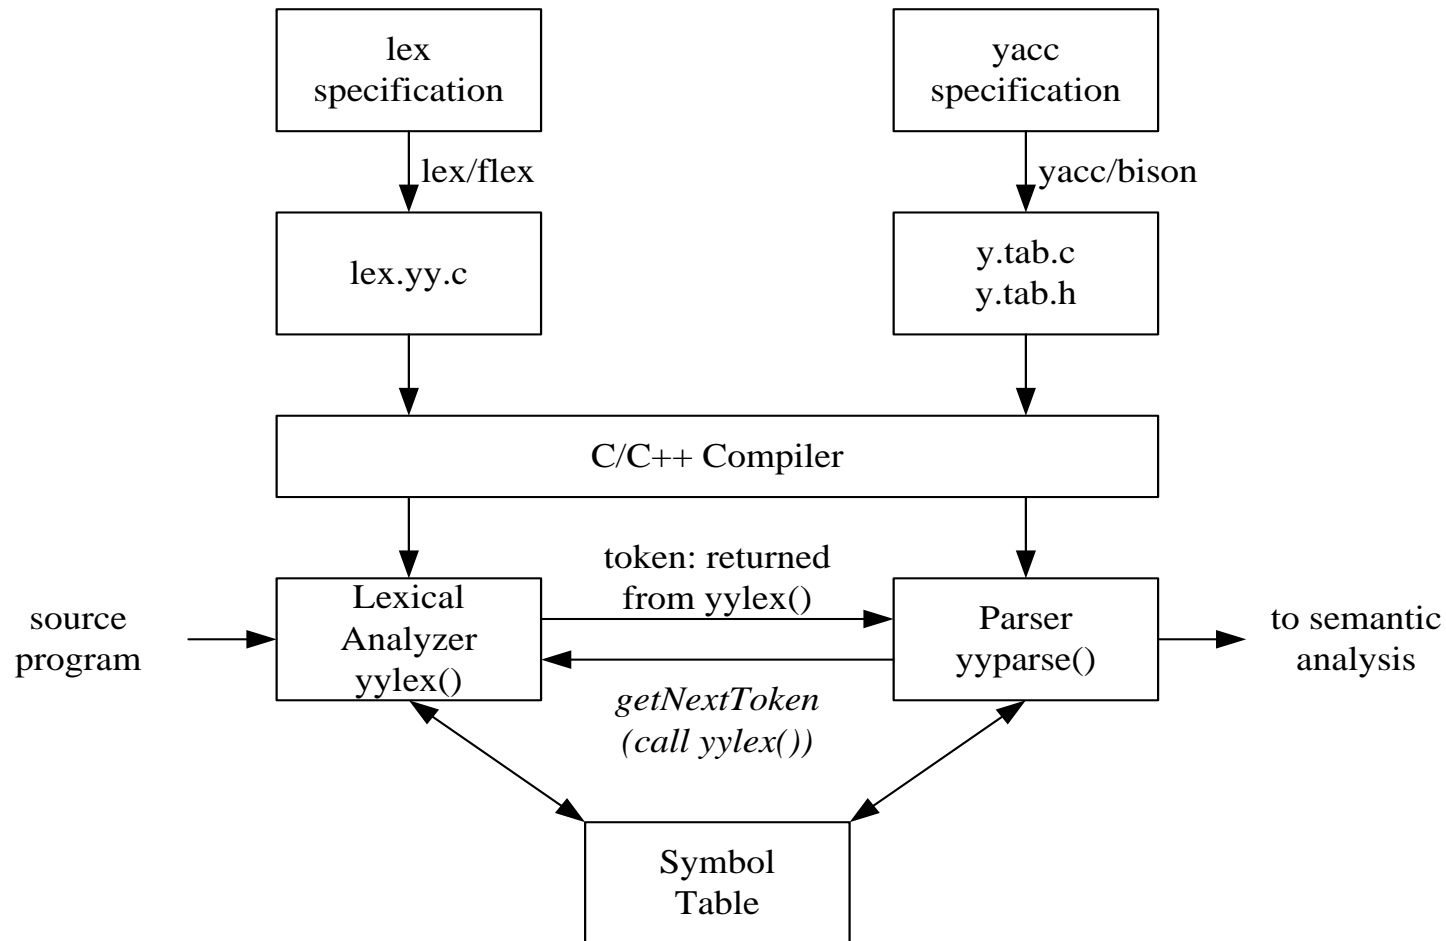 lex
specification
yacc
specification
lex/flex
yacc/bison
lex.yy.c
y.tab.c
y.tab.h
C/C++ Compiler
source
program
Lexical
Analyzer
yylex()
token: returned
from yylex()
getNextToken
(call yylex())
Parser
yyparse()
to semantic
analysis
Symbol
Table